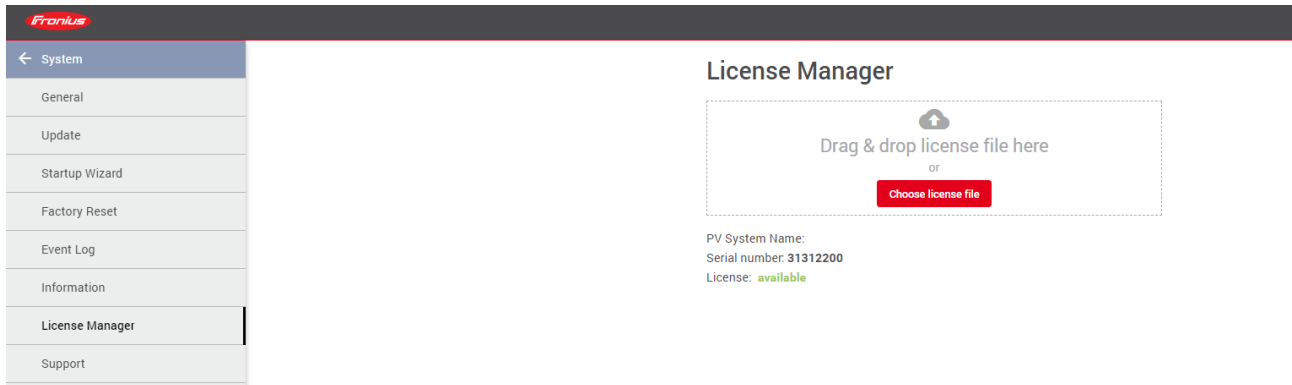 Fronius
System
General
Update
Startup Wizard
Factory Reset
Event Log
Information
License Manager
Support
License Manager
Drag & drop license file here
or
Choose license file
PV System Name:
Serial number: 31312200
License: available